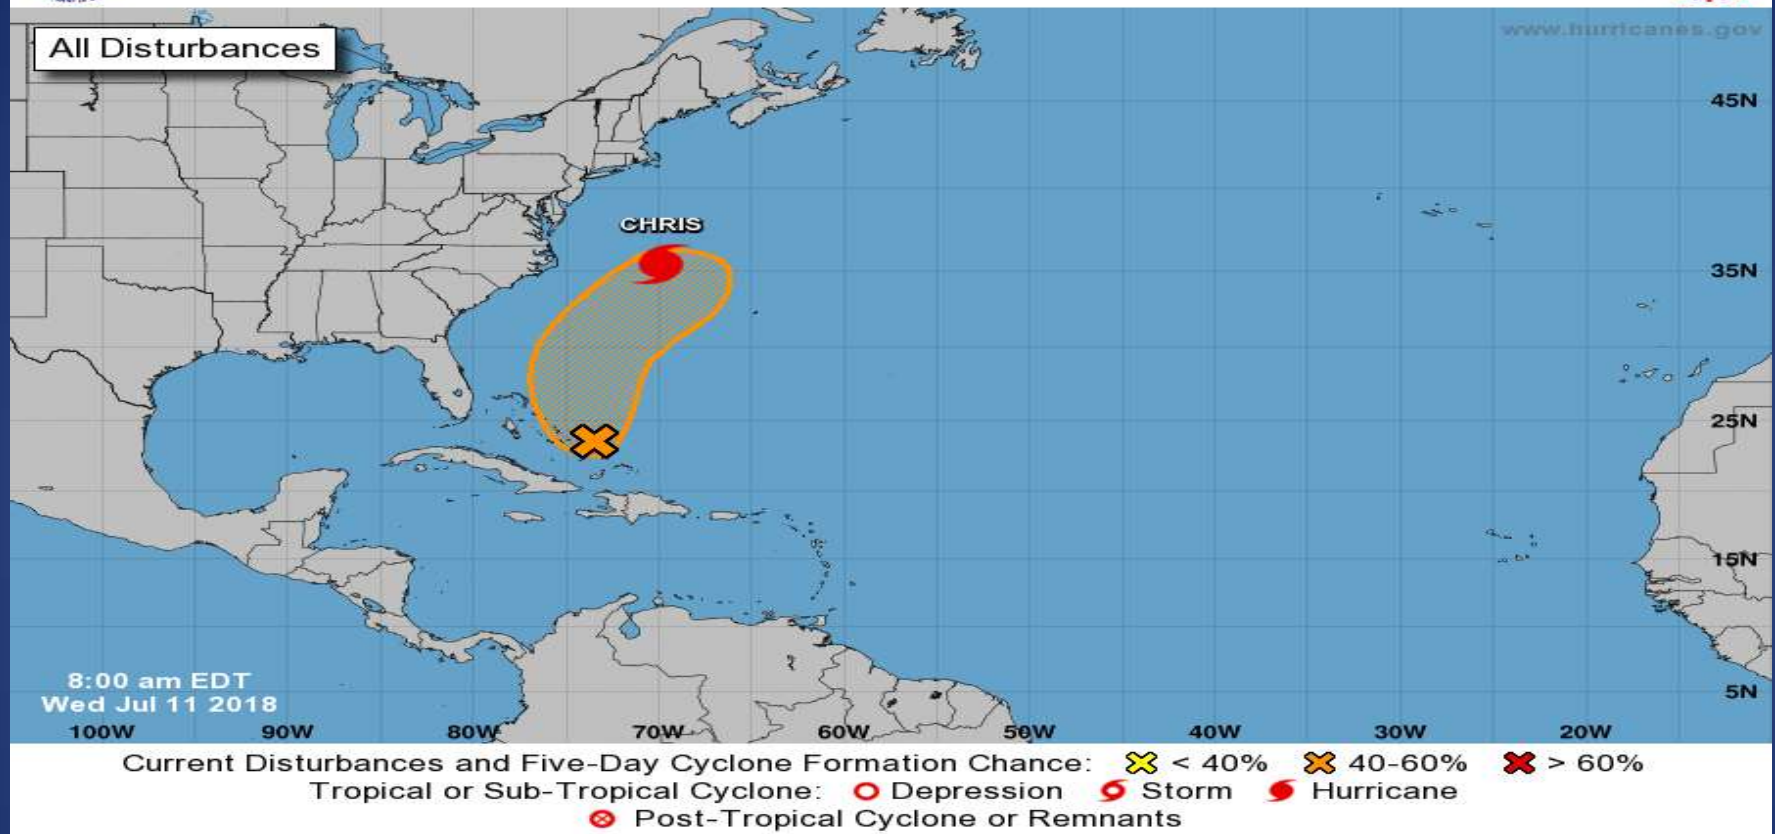 All Disturbances
www.hurricanes.gov
45N
CHRIS
35N
25N
15N
8:00 am EDT
Wed Jul 11 2018
5N
100W 90W 80W 70W 60W 50W 40W 30W 20W
Current Disturbances and Five-Day Cyclone Formation Chance: < 40% 40-60% > 60%
Tropical or Sub-Tropical Cyclone: Depression Storm Hurricane
Post-Tropical Cyclone or Remnants